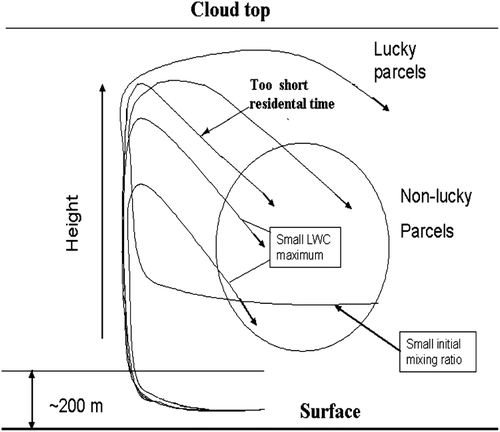 Cloud top
Lucky
parcels
Too short
residental time
Height
Non-lucky
Parcels
Small LWC
maximum
Small initial
mixing ratio
~200 m
Surface